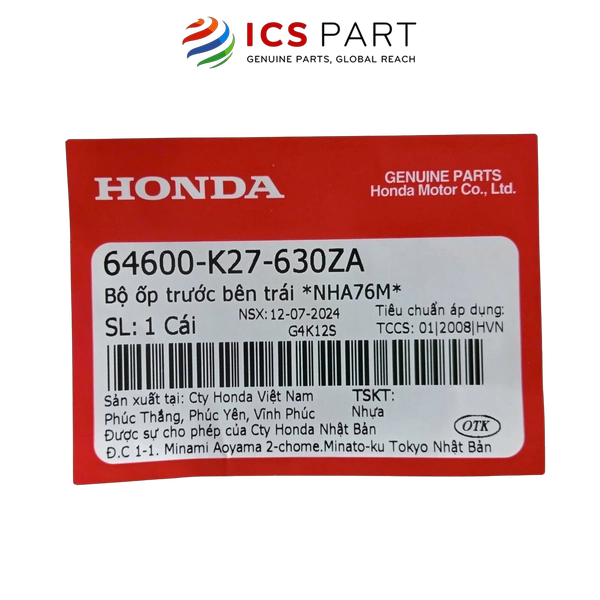 ICS PART
GENUINE PARTS, GLOBAL REACH
HONDA
GENUINE PARTS
Honda Motor Co., Ltd.
64600-K27-630ZA
Bộ ốp trước bên trái *NHA76M*
SL: 1 Cái
NSX: 12-07-2024
G4K12S
Tiêu chuẩn áp dụng:
TCCS: 01|2008|HVN
Sản xuất tại: Cty Honda Việt Nam
Phúc Thắng, Phúc Yên, Vĩnh Phúc
TSKT:
Nhựa
Được sự cho phép của Cty Honda Nhật Bản
Đ.C 1-1. Minami Aoyama 2-chome.Minato-ku Tokyo Nhật Bản
OTK